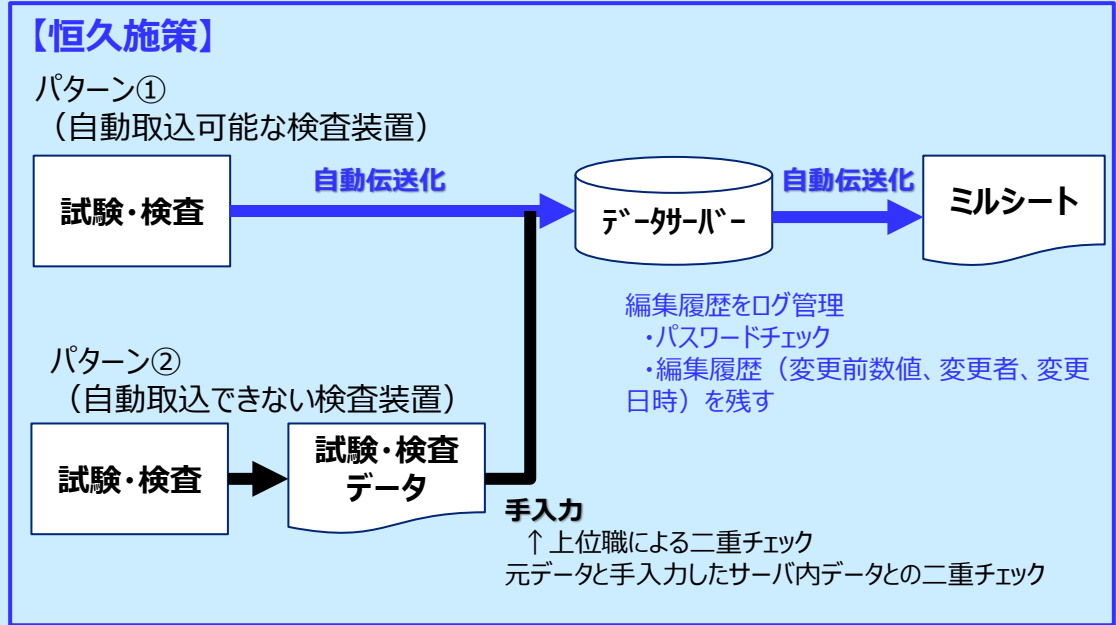 【恒久施策】
パターン①
（自動取込可能な検査装置）
試験・検査
自動伝送化
ﾃﾞｰﾀｻｰﾊﾞｰ
自動伝送化
ミルシート
編集履歴をログ管理
・パスワードチェック
・編集履歴（変更前数値、変更者、変更
日時）を残す
パターン②
（自動取込できない検査装置）
試験・検査
試験・検査
データ
手入力
↑上位職による二重チェック
元データと手入力したサーバ内データとの二重チェック